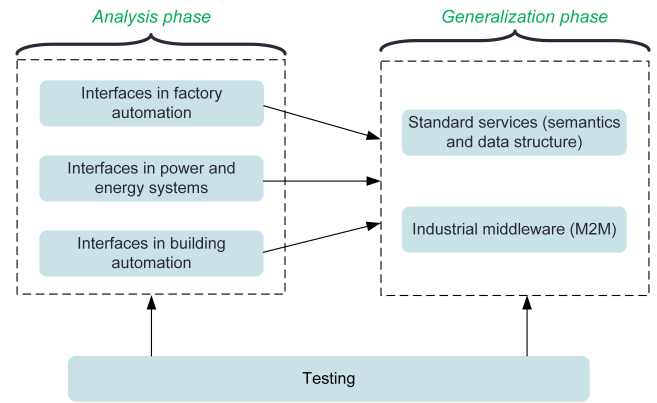 Analysis phase
Interfaces in factory
automation
Interfaces in power and
energy systems
Interfaces in building
automation
Generalization phase
Standard services (semantics
and data structure)
Industrial middleware (M2M)
Testing